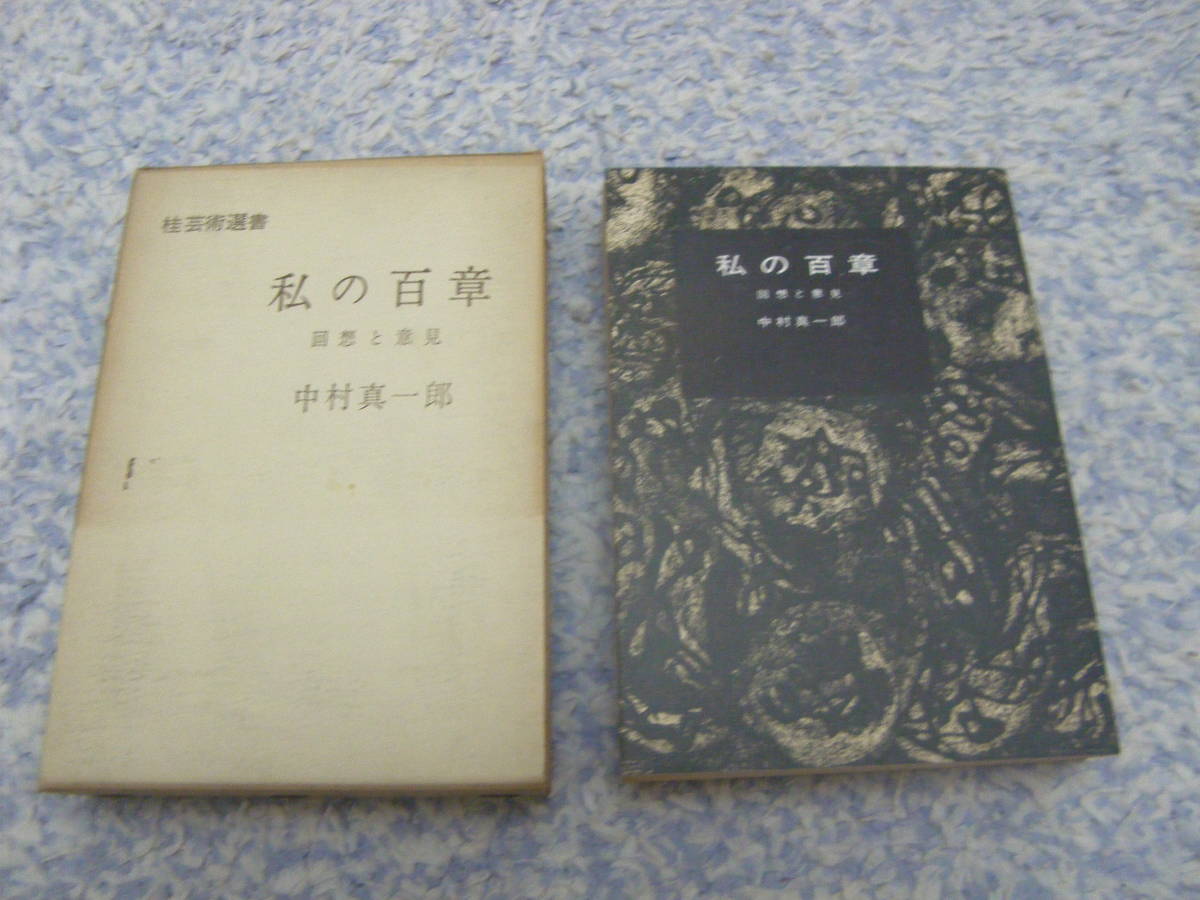 桂芸術選書
私の百章
回想と意見
中村真一郎
私の百章
回想と意見
中村真一郎